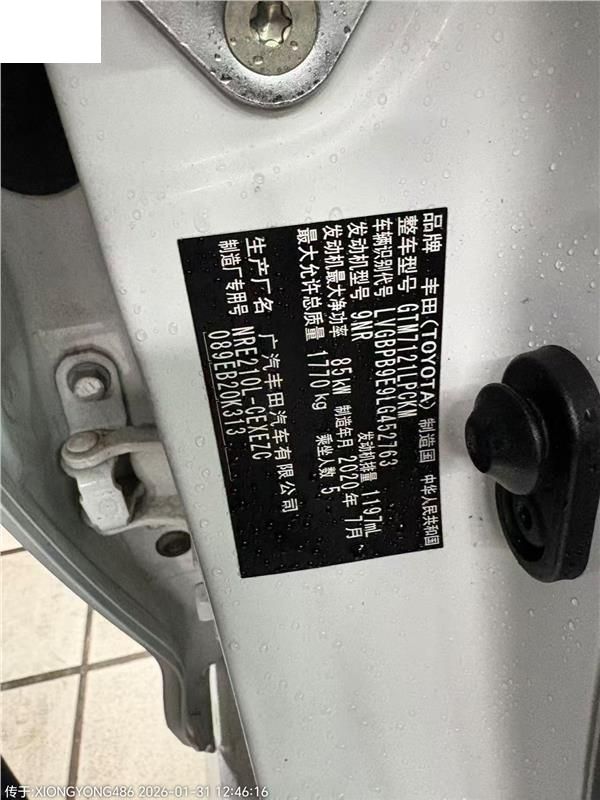 品牌 丰田(TOYOTA) 制造国 中华人民共和国
整车型号 GTM7121LPCKM
车辆识别代号 LVGBPB9E9LG452763
发动机型号 9NR 发动机排量 1197mL
发动机最大净功率 85kW 制造年月 2020年 7月
最大允许总质量 1770kg 乘坐人数 5
生产厂名 广汽丰田汽车有限公司
制造厂专用号 NRE210L-GEXEZC
089ED20K313
传于:XIONGYONG486 2026-01-31 12:46:16